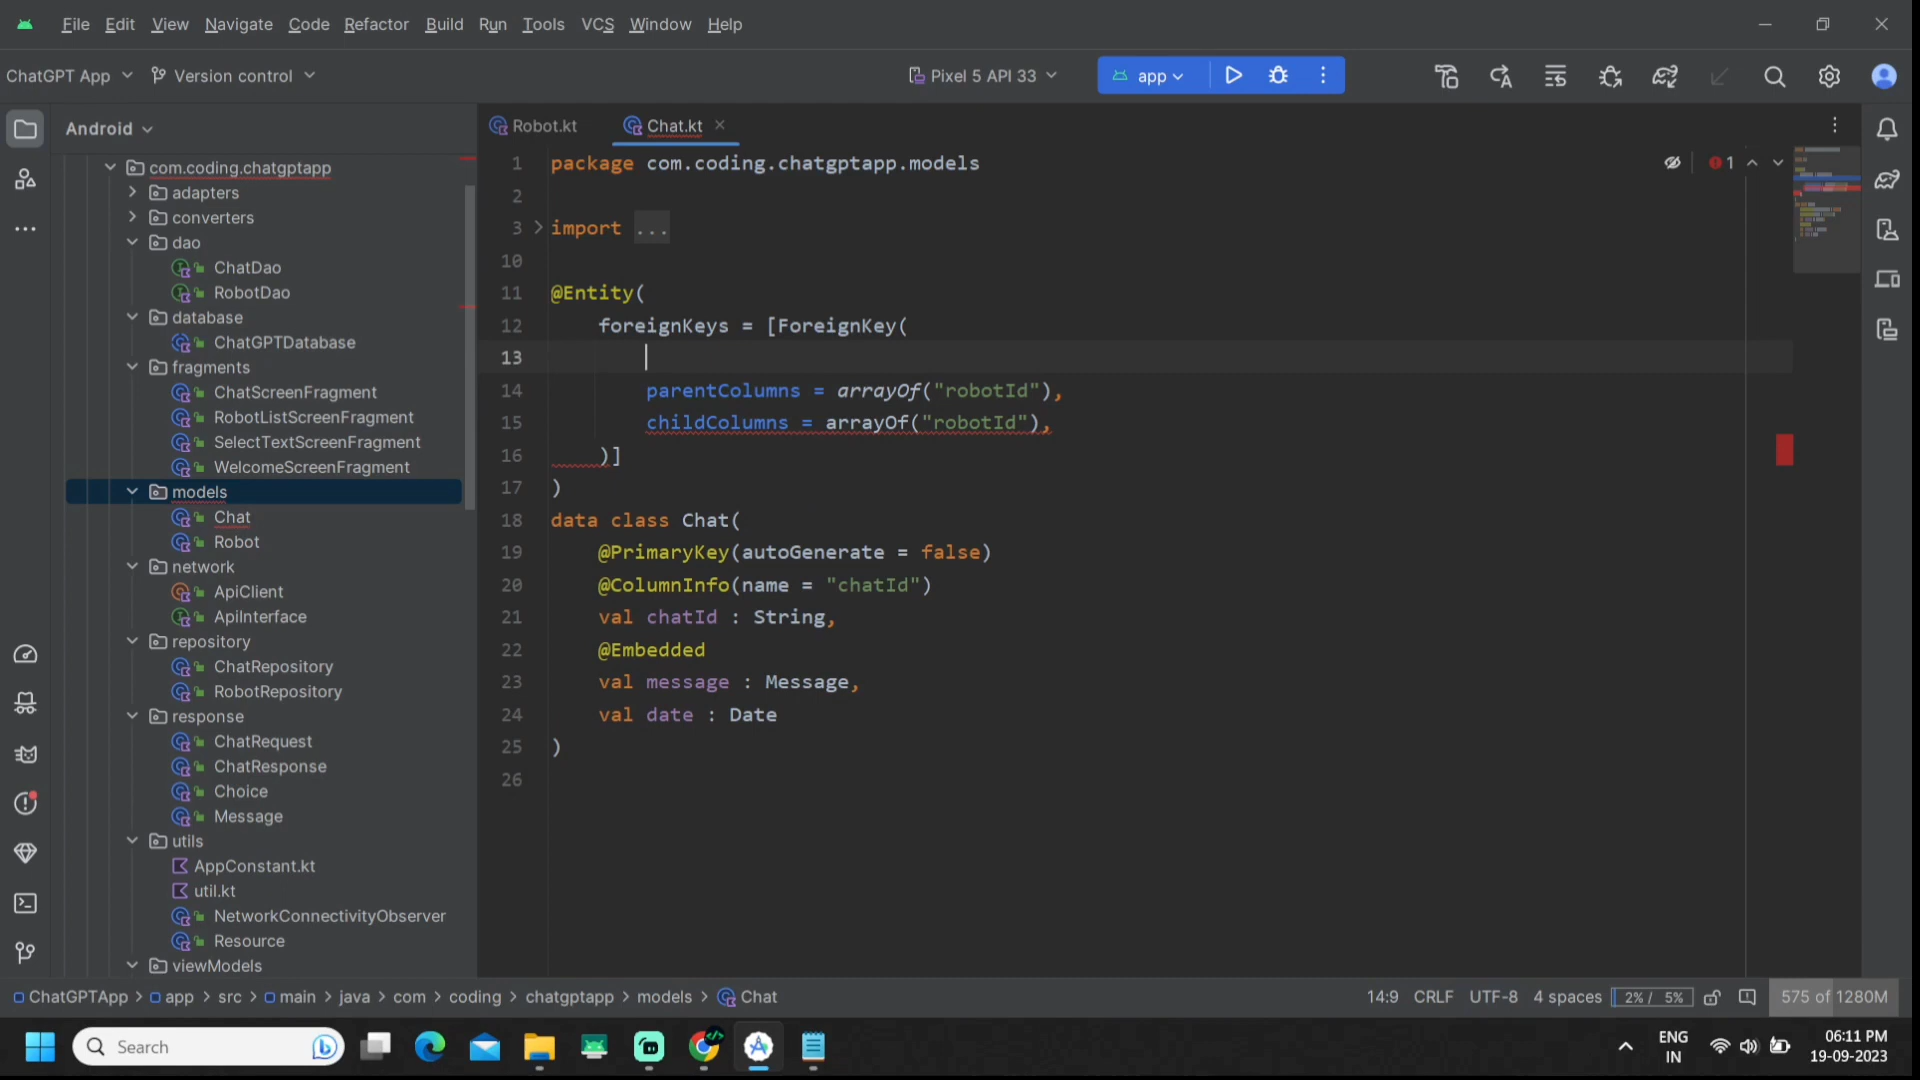 File Edit View Navigate Code Refactor Build Run Tools VCS Window Help
ChatGPT App Version control Pixel 5 API 33 app
Android
com.coding.chatgptapp
adapters
converters
dao
ChatDao
RobotDao
database
ChatGPTDatabase
fragments
ChatScreenFragment
RobotListScreenFragment
SelectTextScreenFragment
WelcomeScreenFragment
models
Chat
Robot
network
ApiClient
ApiInterface
repository
ChatRepository
RobotRepository
response
ChatRequest
ChatResponse
Choice
Message
utils
AppConstant.kt
util.kt
NetworkConnectivityObserver
Resource
viewModels
Robot.kt Chat.kt
1 package com.coding.chatgptapp.models
1
2
3 import ...
10
11 @Entity(
12 foreignKeys = [ForeignKey(
13
14 parentColumns = arrayOf("robotId"),
15 childColumns = arrayOf("robotId"),
16 )]
17 )
18 data class Chat(
19 @PrimaryKey(autoGenerate = false)
20 @ColumnInfo(name = "chatId")
21 val chatId : String,
22 @Embedded
23 val message : Message,
24 val date : Date
25 )
26
ChatGPTApp > app > src > main > java > com > coding > chatgptapp > models > Chat
14:9 CRLF UTF-8 4 spaces 2% / 5% 575 of 1280M
Search
ENG
IN
06:11 PM
19-09-2023